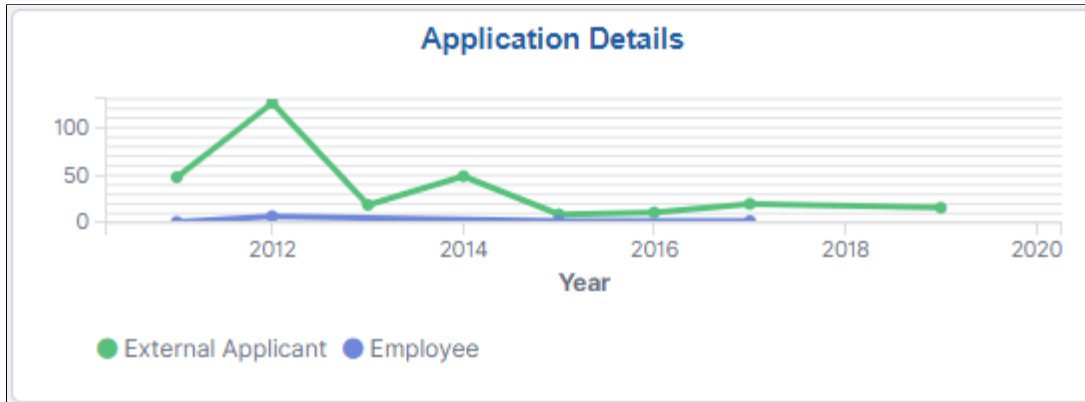 Application Details
100
50
0
2012 2014 2016 2018 2020
Year
External Applicant Employee